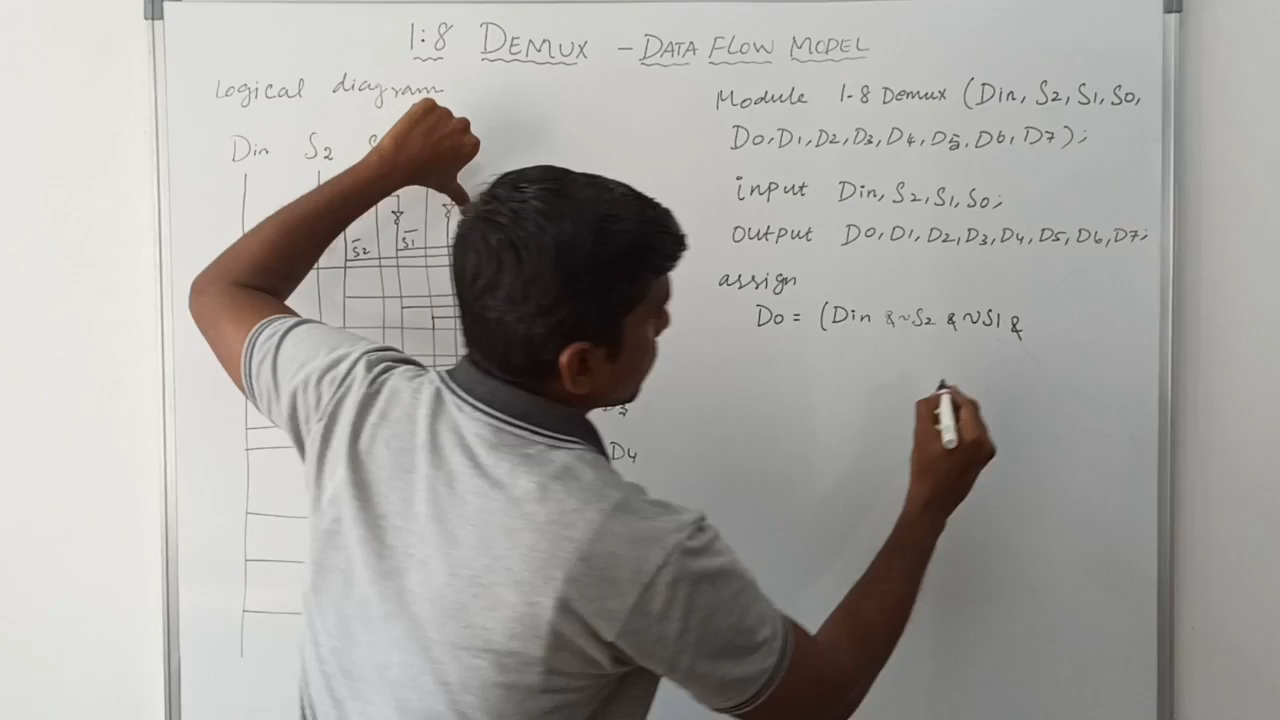 1:8 DEMUX - DATA FLOW MODEL
Logical diagram
Din S2
S2 S1
D4
Module 1-8 Demux (Din, S2, S1, S0,
D0, D1, D2, D3, D4, D5, D6, D7);
input Din, S2, S1, S0;
output D0, D1, D2, D3, D4, D5, D6, D7;
assign
D0 = (Din & ~S2 & ~S1 &